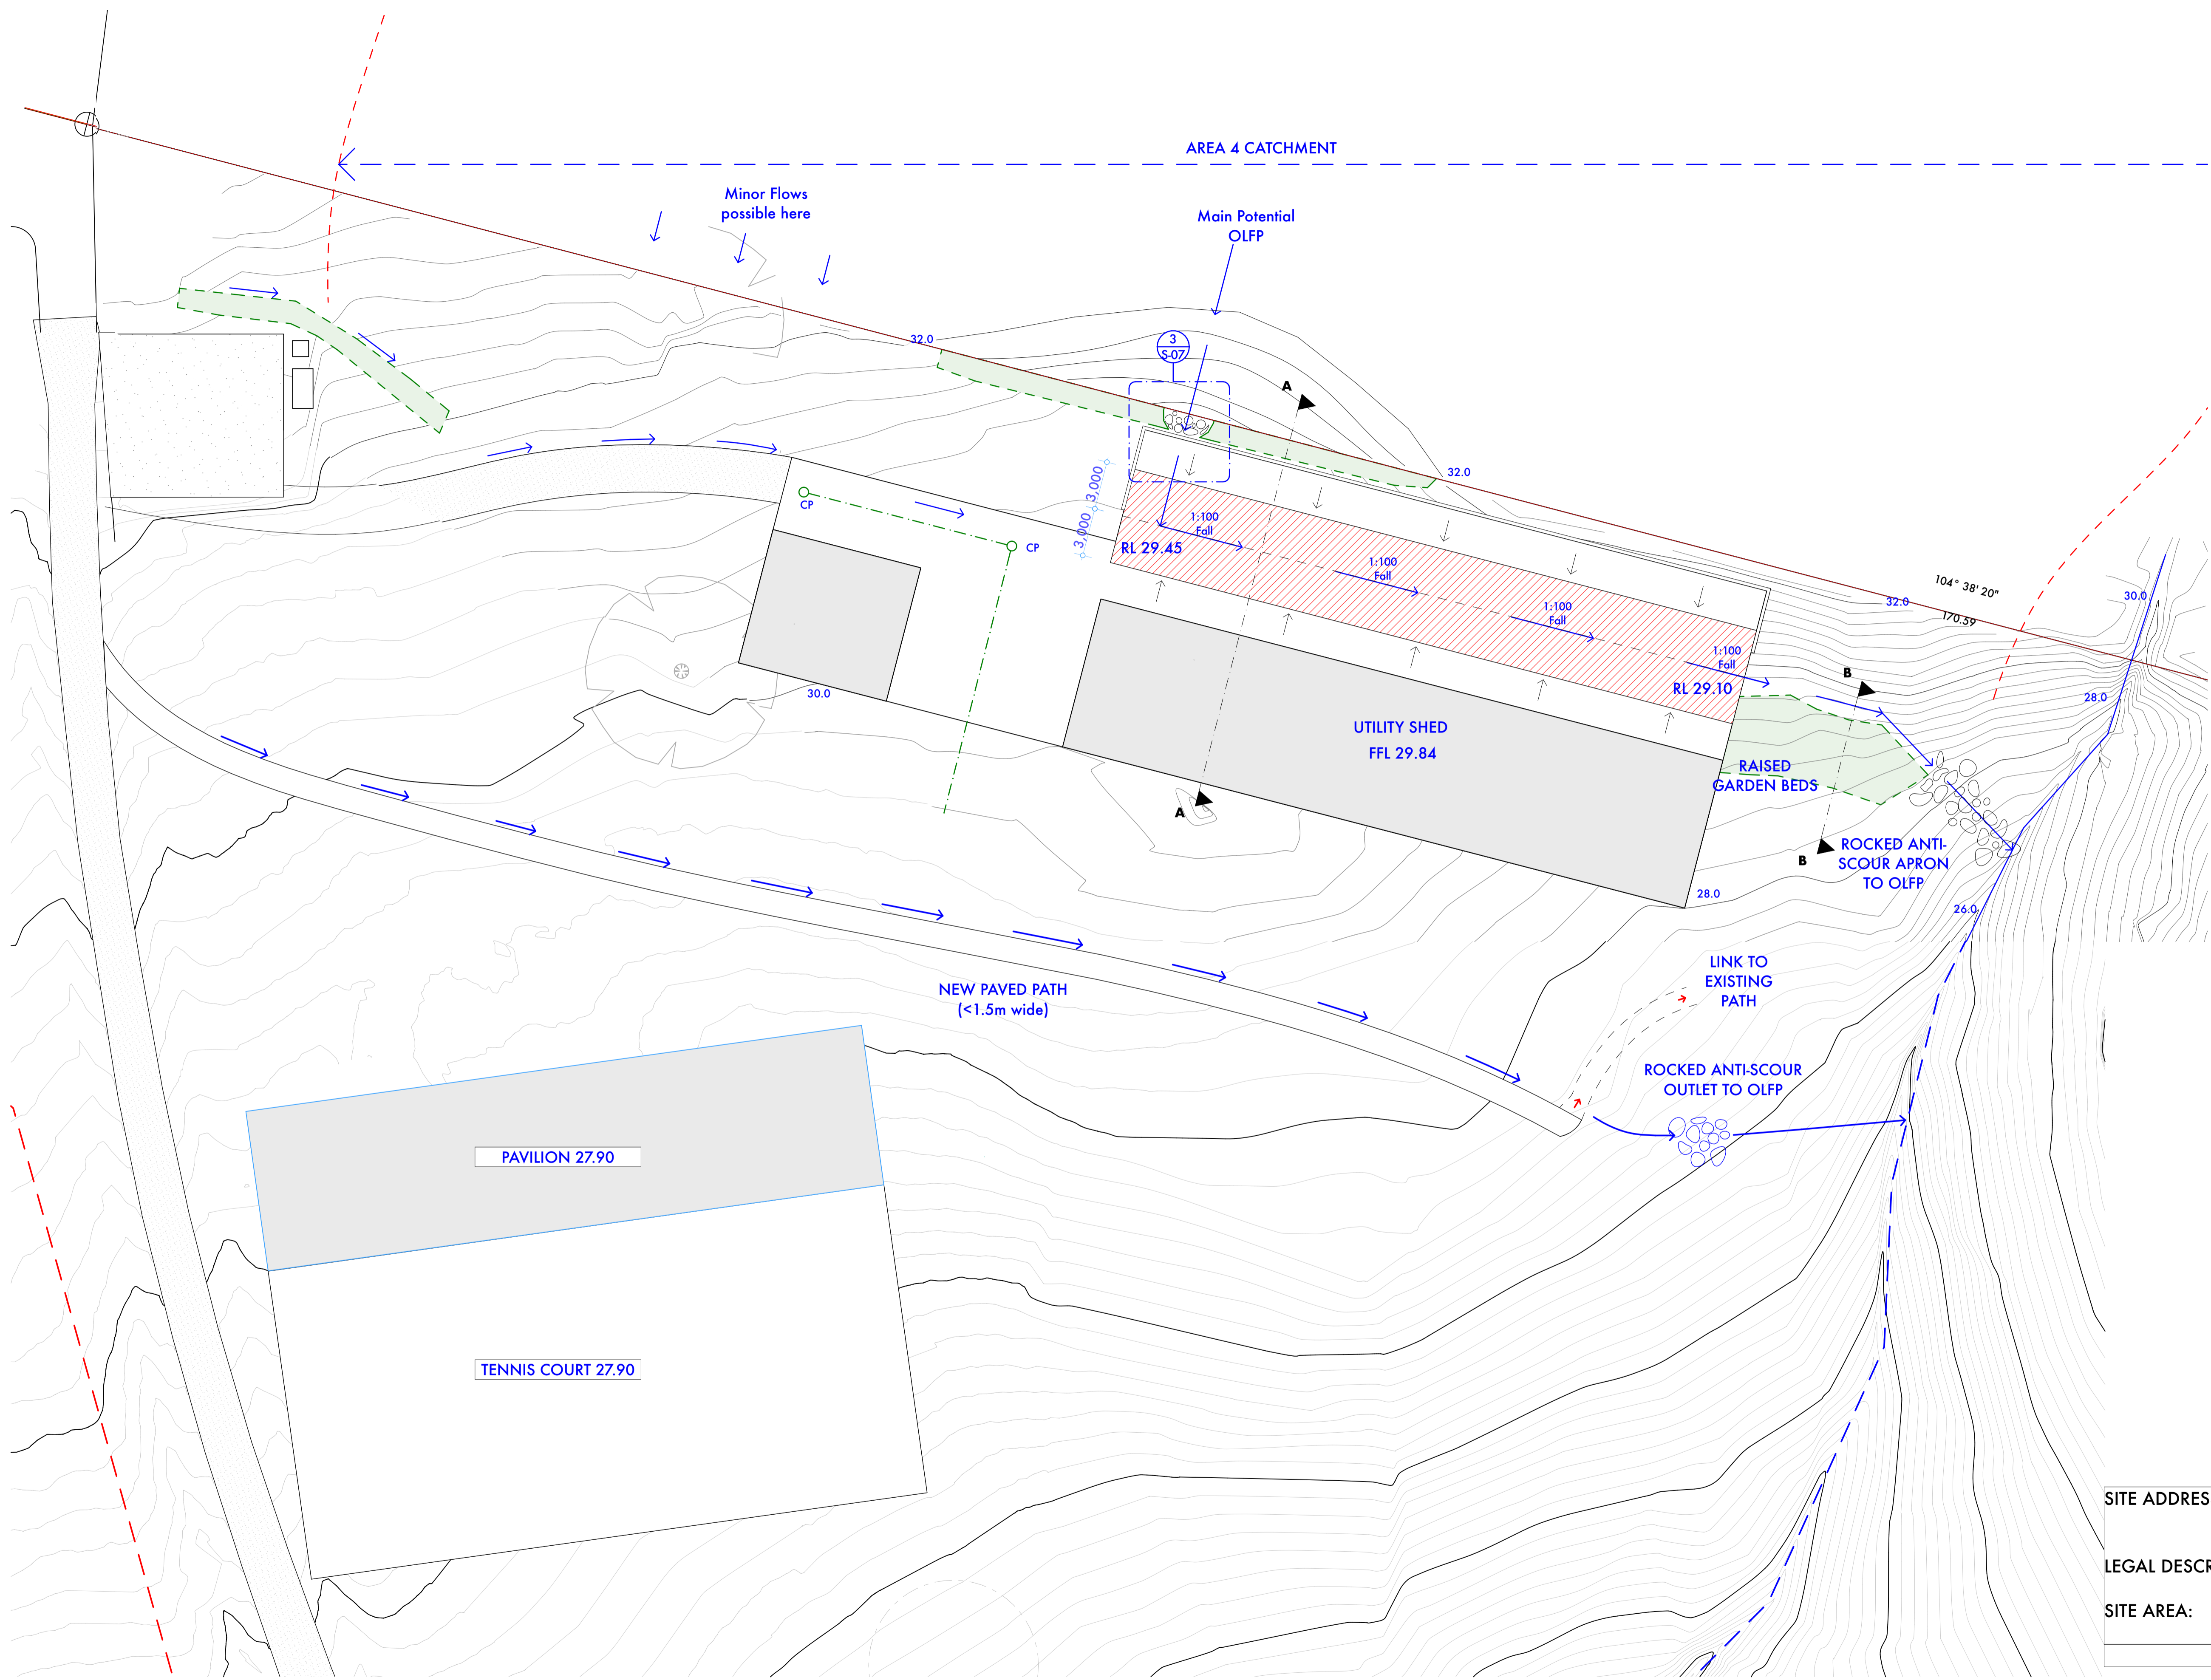 AREA 4 CATCHMENT
Minor Flows
possible here
Main Potential
OLFP
32.0
3
S-07
A
32.0
3,000
3,000
CP
CP
1:100
Fall
RL 29.45
1:100
Fall
1:100
Fall
1:100
Fall
RL 29.10
104° 38' 20"
170.59
32.0
30.0
28.0
B
30.0
UTILITY SHED
FFL 29.84
RAISED
GARDEN BEDS
A
B
ROCKED ANTI-
SCOUR APRON
TO OLFP
28.0
26.0
LINK TO
EXISTING
PATH
NEW PAVED PATH
(<1.5m wide)
ROCKED ANTI-SCOUR
OUTLET TO OLFP
PAVILION 27.90
TENNIS COURT 27.90
SITE ADDRES
LEGAL DESCR
SITE AREA: